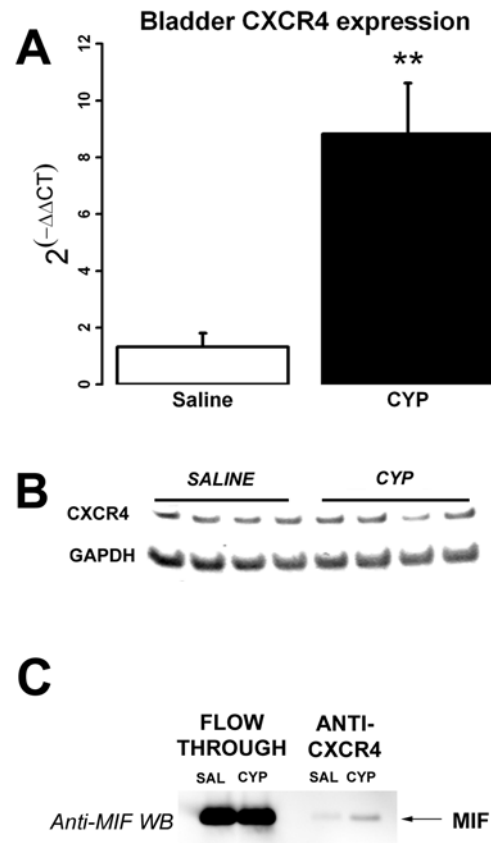 Bladder CXCR4 expression
A
**
2^(−ΔΔCT)
12
10
8
6
4
2
0
Saline CYP
B
SALINE CYP
CXCR4
GAPDH
C
FLOW THROUGH
ANTI-CXCR4
SAL CYP SAL CYP
Anti-MIF WB
MIF